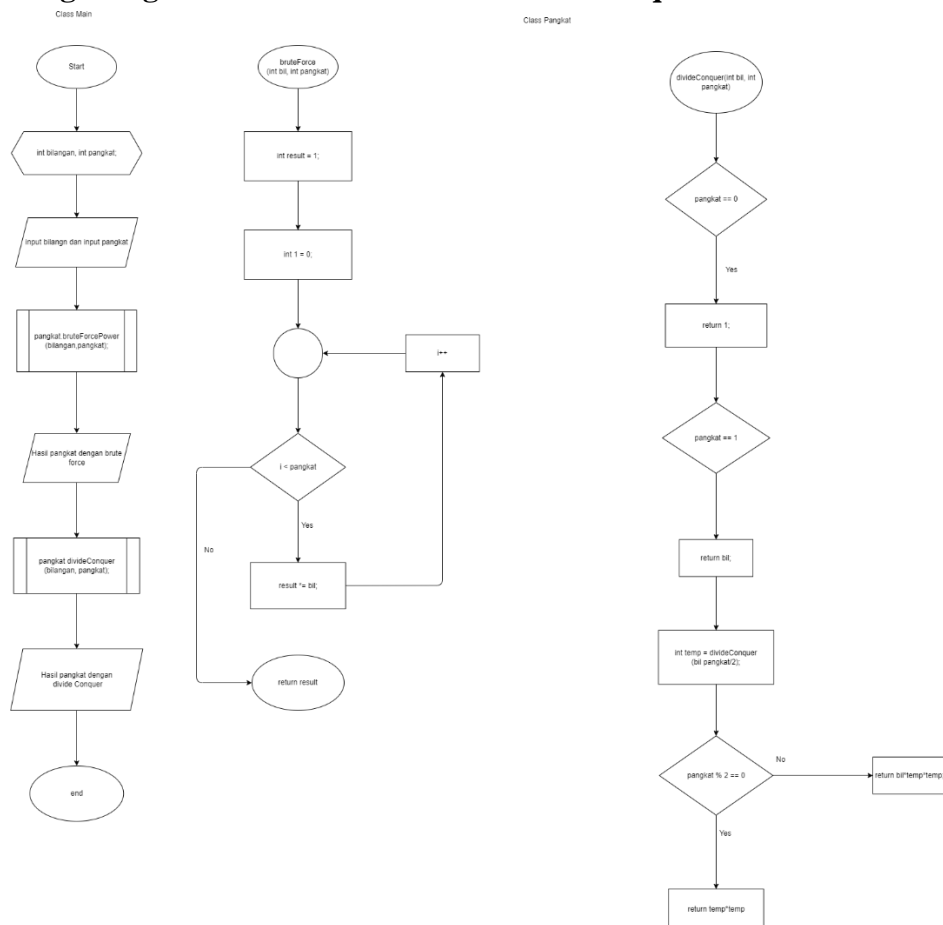 Class Main
Class Pangkat
Start
int bilangan, int pangkat;
input bilangn dan input pangkat
pangkat bruteForcePower
(bilangan,pangkat);
Hasil pangkat dengan brute
force
pangkat divideConquer
(bilangan, pangkat);
Hasil pangkat dengan
divide Conquer
end
bruteForce
(int bil, int pangkat)
int result = 1;
int 1 = 0;
i++
i < pangkat
Yes
No
result *= bil;
return result
divideConquer(int bil, int
pangkat)
pangkat == 0
Yes
return 1;
pangkat == 1
return bil;
int temp = divideConquer
(bil pangkat/2);
pangkat % 2 == 0
No
return bil*temp*temp
Yes
return temp*temp